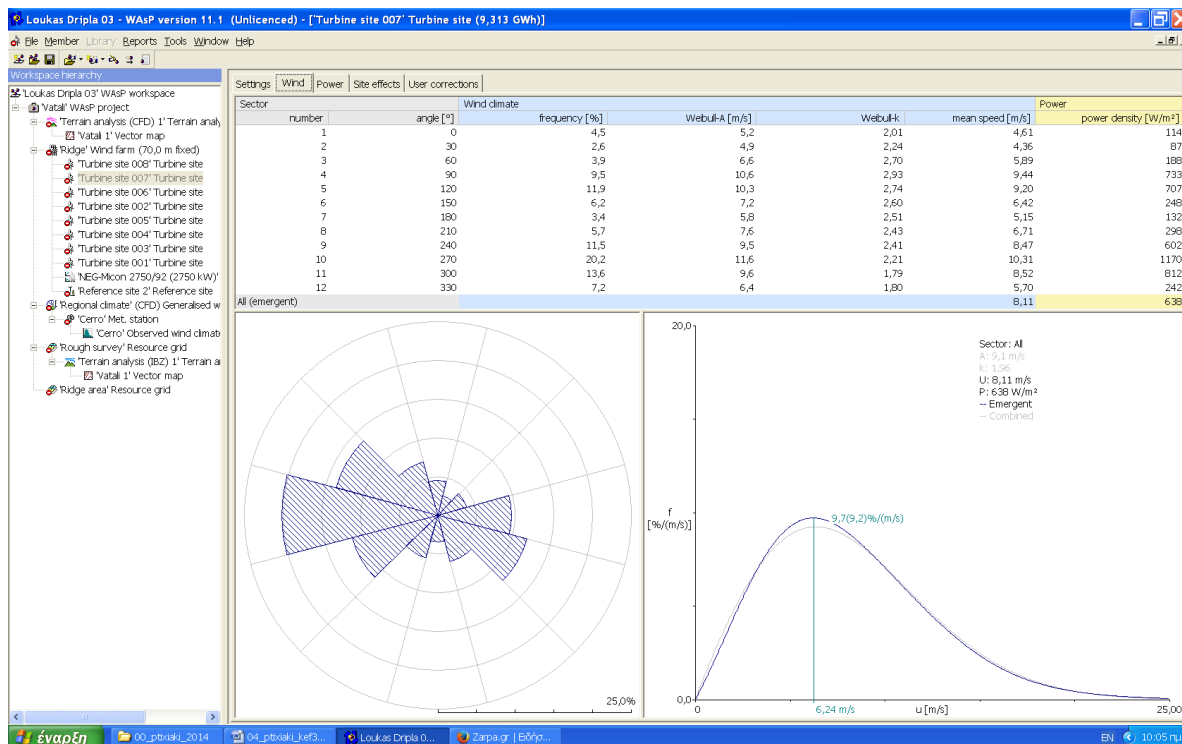 Loukas Dripla 03 - WAsP version 11.1 (Unlicenced) - ['Turbine site 007' Turbine site (9,313 GWh)]
File Member Library Reports Tools Window Help
Workspace hierarchy
'Loukas Dripla 03' WAsP workspace
'Vatali' WAsP project
'Terrain analysis (CFD) 1' Terrain analy
'Vatali 1' Vector map
'Ridge' Wind farm (70,0 m fixed)
'Turbine site 008' Turbine site
'Turbine site 007' Turbine site
'Turbine site 006' Turbine site
'Turbine site 002' Turbine site
'Turbine site 005' Turbine site
'Turbine site 004' Turbine site
'Turbine site 003' Turbine site
'Turbine site 001' Turbine site
'NEG-Micon 2750/92 (2750 kW)'
'Reference site 2' Reference site
'Regional climate' (CFD) Generalised w
'Cerro' Met. station
'Cerro' Observed wind climate
'Rough survey' Resource grid
'Terrain analysis (IBZ) 1' Terrain a
'Vatali 1' Vector map
'Ridge area' Resource grid
Settings Wind Power Site effects User corrections
Sector Wind climate Power
number angle [°] frequency [%] Weibull-A [m/s] Weibull-k mean speed [m/s] power density [W/m²]
1 0 4,5 5,2 2,01 4,61 114
2 30 2,6 4,9 2,24 4,36 87
3 60 3,9 6,6 2,70 5,89 188
4 90 9,5 10,6 2,93 9,44 733
5 120 11,9 10,3 2,74 9,20 707
6 150 6,2 7,2 2,60 6,42 248
7 180 3,4 5,8 2,51 5,15 132
8 210 5,7 7,6 2,43 6,71 298
9 240 11,5 9,5 2,41 8,47 602
10 270 20,2 11,6 2,21 10,31 1170
11 300 13,6 9,6 1,79 8,52 812
12 330 7,2 6,4 1,80 5,70 242
All (emergent) 8,11 638
25,0%
20,0
Sector: All
A: 9,1 m/s
k: 1,96
U: 8,11 m/s
P: 638 W/m²
-- Emergent
-- Combined
f
[%/(m/s)]
9,7(9,2)%/(m/s)
0,0
0 6,24 m/s u [m/s] 25,00
έναρξη 00_ptixiaki_2014 04_ptixiaki_kef3... Loukas Dripla 0... Zarpa.gr | Ειδήσ... EN 10:05 πμ